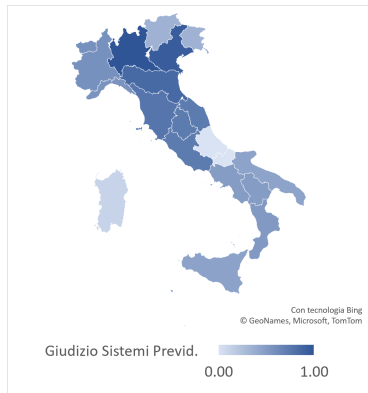 Con tecnologia Bing
© GeoNames, Microsoft, TomTom
Giudizio Sistemi Previd.
0.00 1.00